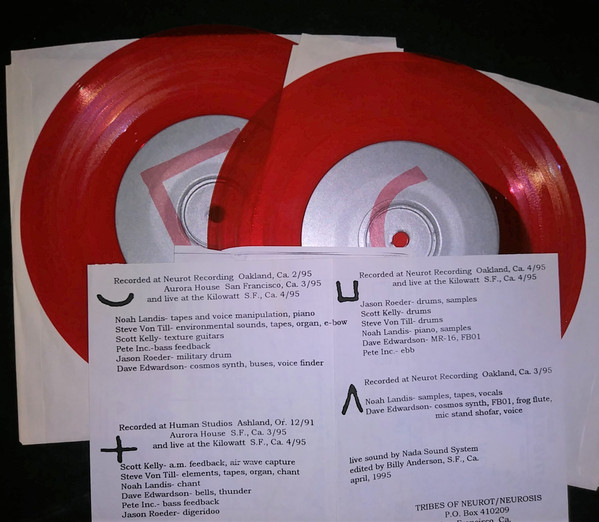 Recorded at Neurot Recording Oakland, Ca. 2/95
Aurora House San Francisco, Ca. 3/95
and live at the Kilowatt S.F., Ca. 4/95
Noah Landis- tapes and voice manipulation, piano
Steve Von Till- environmental sounds, tapes, organ, e-bow
Scott Kelly- texture guitars
Pete Inc.-bass feedback
Jason Roeder- military drum
Dave Edwardson- cosmos synth, buses, voice finder
Recorded at Human Studios Ashland, Or. 12/91
Aurora House S.F., Ca. 3/95
and live at the Kilowatt S.F., Ca. 4/95
Scott Kelly- a.m. feedback, air wave capture
Steve Von Till- elements, tapes, organ, chant
Noah Landis- chant
Dave Edwardson- bells, thunder
Pete Inc.- bass feedback
Jason Roeder- digeridoo
Recorded at Neurot Recording Oakland, Ca. 4/95
and live at the Kilowatt S.F., Ca. 4/95
Jason Roeder- drums, samples
Scott Kelly- drums
Steve Von Till- drums
Noah Landis- piano, samples
Dave Edwardson- MR-16, FB01
Pete Inc.- ebb
Recorded at Neurot Recording Oakland, Ca. 3/95
Noah Landis- samples, tapes, vocals
Dave Edwardson- cosmos synth, FB01, frog flute,
mic stand shofar, voice
live sound by Nada Sound System
edited by Billy Anderson, S.F., Ca.
april, 1995
TRIBES OF NEUROT/NEUROSIS
P.O. Box 410209
Francisco, Ca.